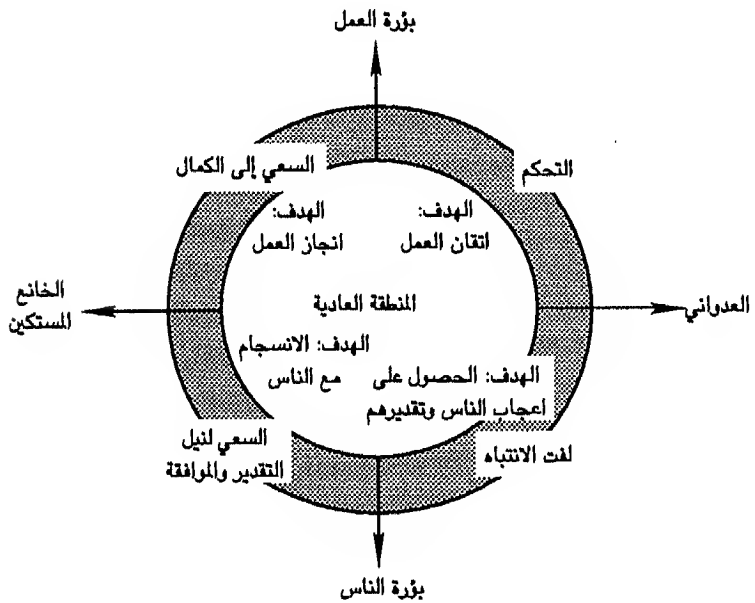 بؤرة العمل
التحكم
السعي إلى الكمال
الهدف:
اتقان العمل
الهدف:
انجاز العمل
المنطقة العادية
العدواني
الخانع
المستكين
الهدف: الانسجام
مع الناس
الهدف: الحصول على
اعجاب الناس وتقديرهم
لفت الانتباه
السعي لنيل
التقدير والموافقة
بؤرة الناس